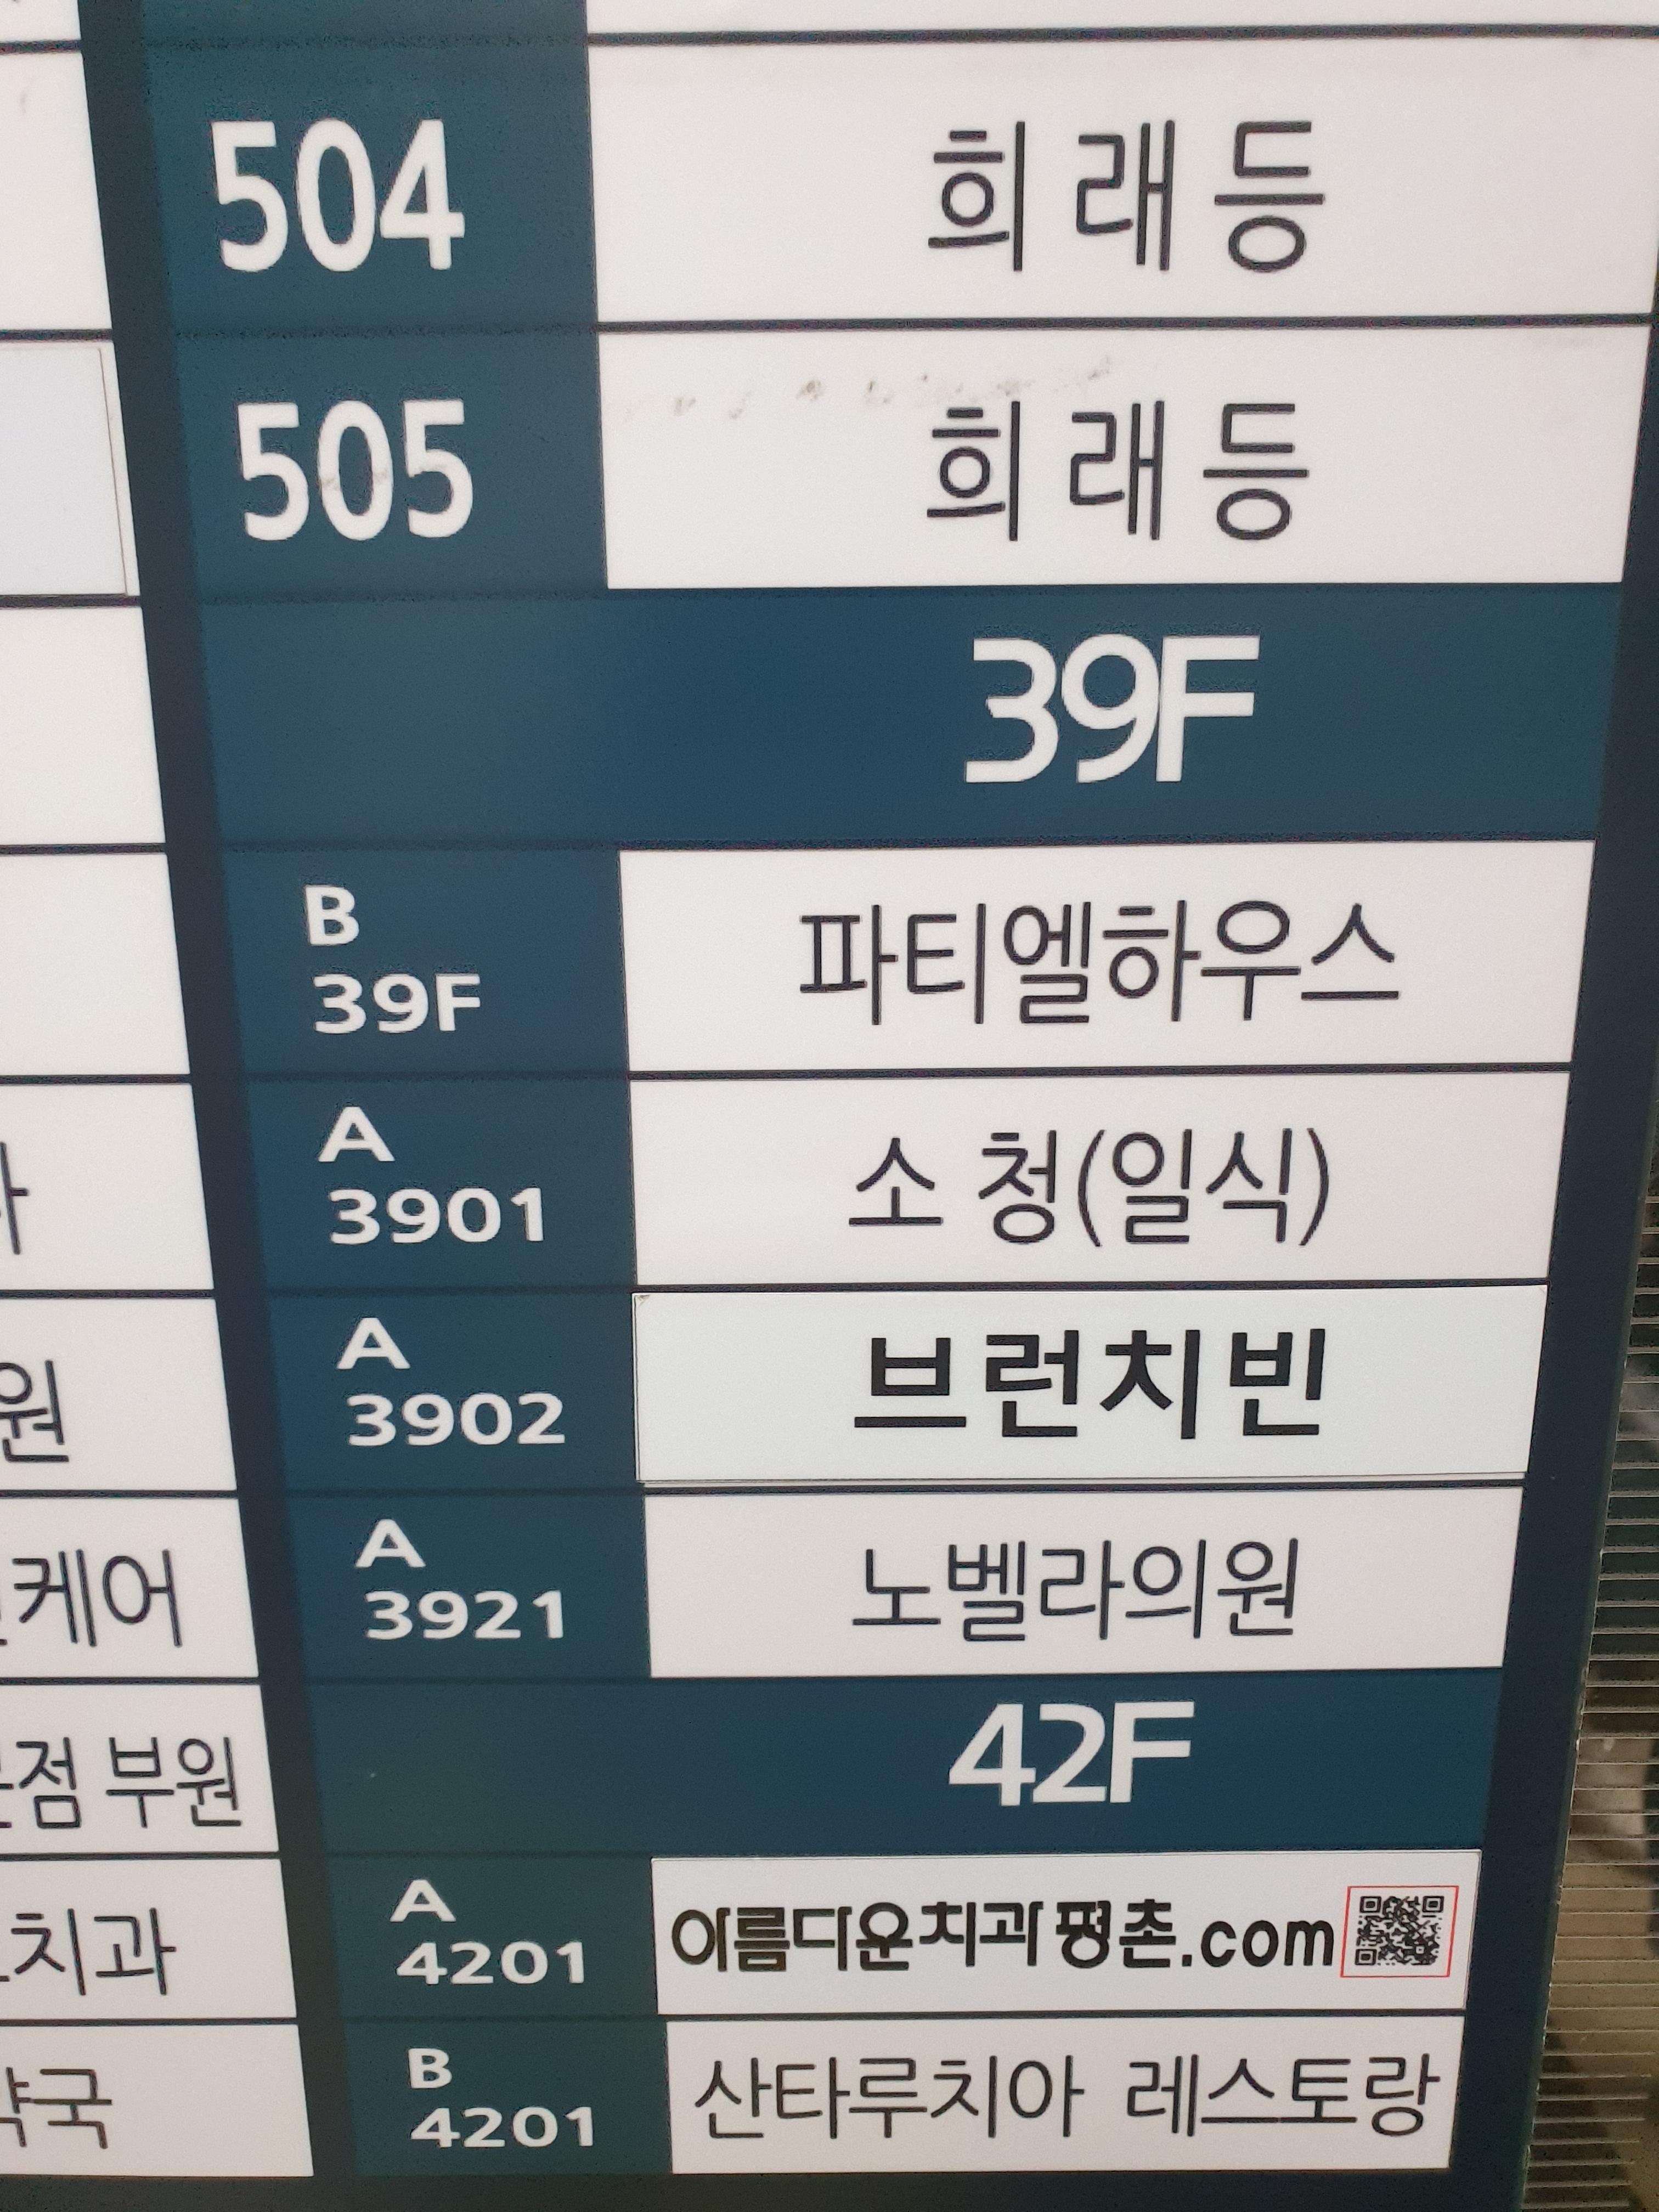 504 희래등
505 희래등
39F
B 39F 파티엘하우스
A 3901 소 청(일식)
A 3902 브런치빈
A 3921 노벨라의원
42F
A 4201 아름다운치과평촌.com
B 4201 산타루치아 레스토랑
원
케어
점 부원
치과
약국